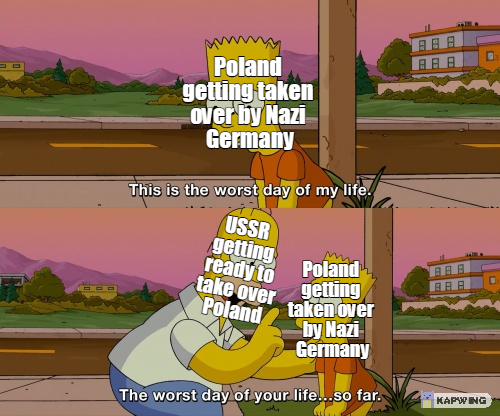 Poland
getting taken
over by Nazi
Germany
This is the worst day of my life.
USSR
getting
ready to
take over
Poland
Poland
getting
taken over
by Nazi
Germany
The worst day of your life...so far.
KAPWING